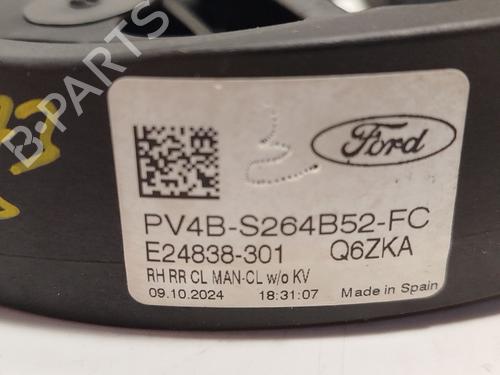 B-PARTS
Ford
PV4B-S264B52-FC
E24838-301 Q6ZKA
RH RR CL MAN-CL w/o KV
09.10.2024 18:31:07 Made in Spain